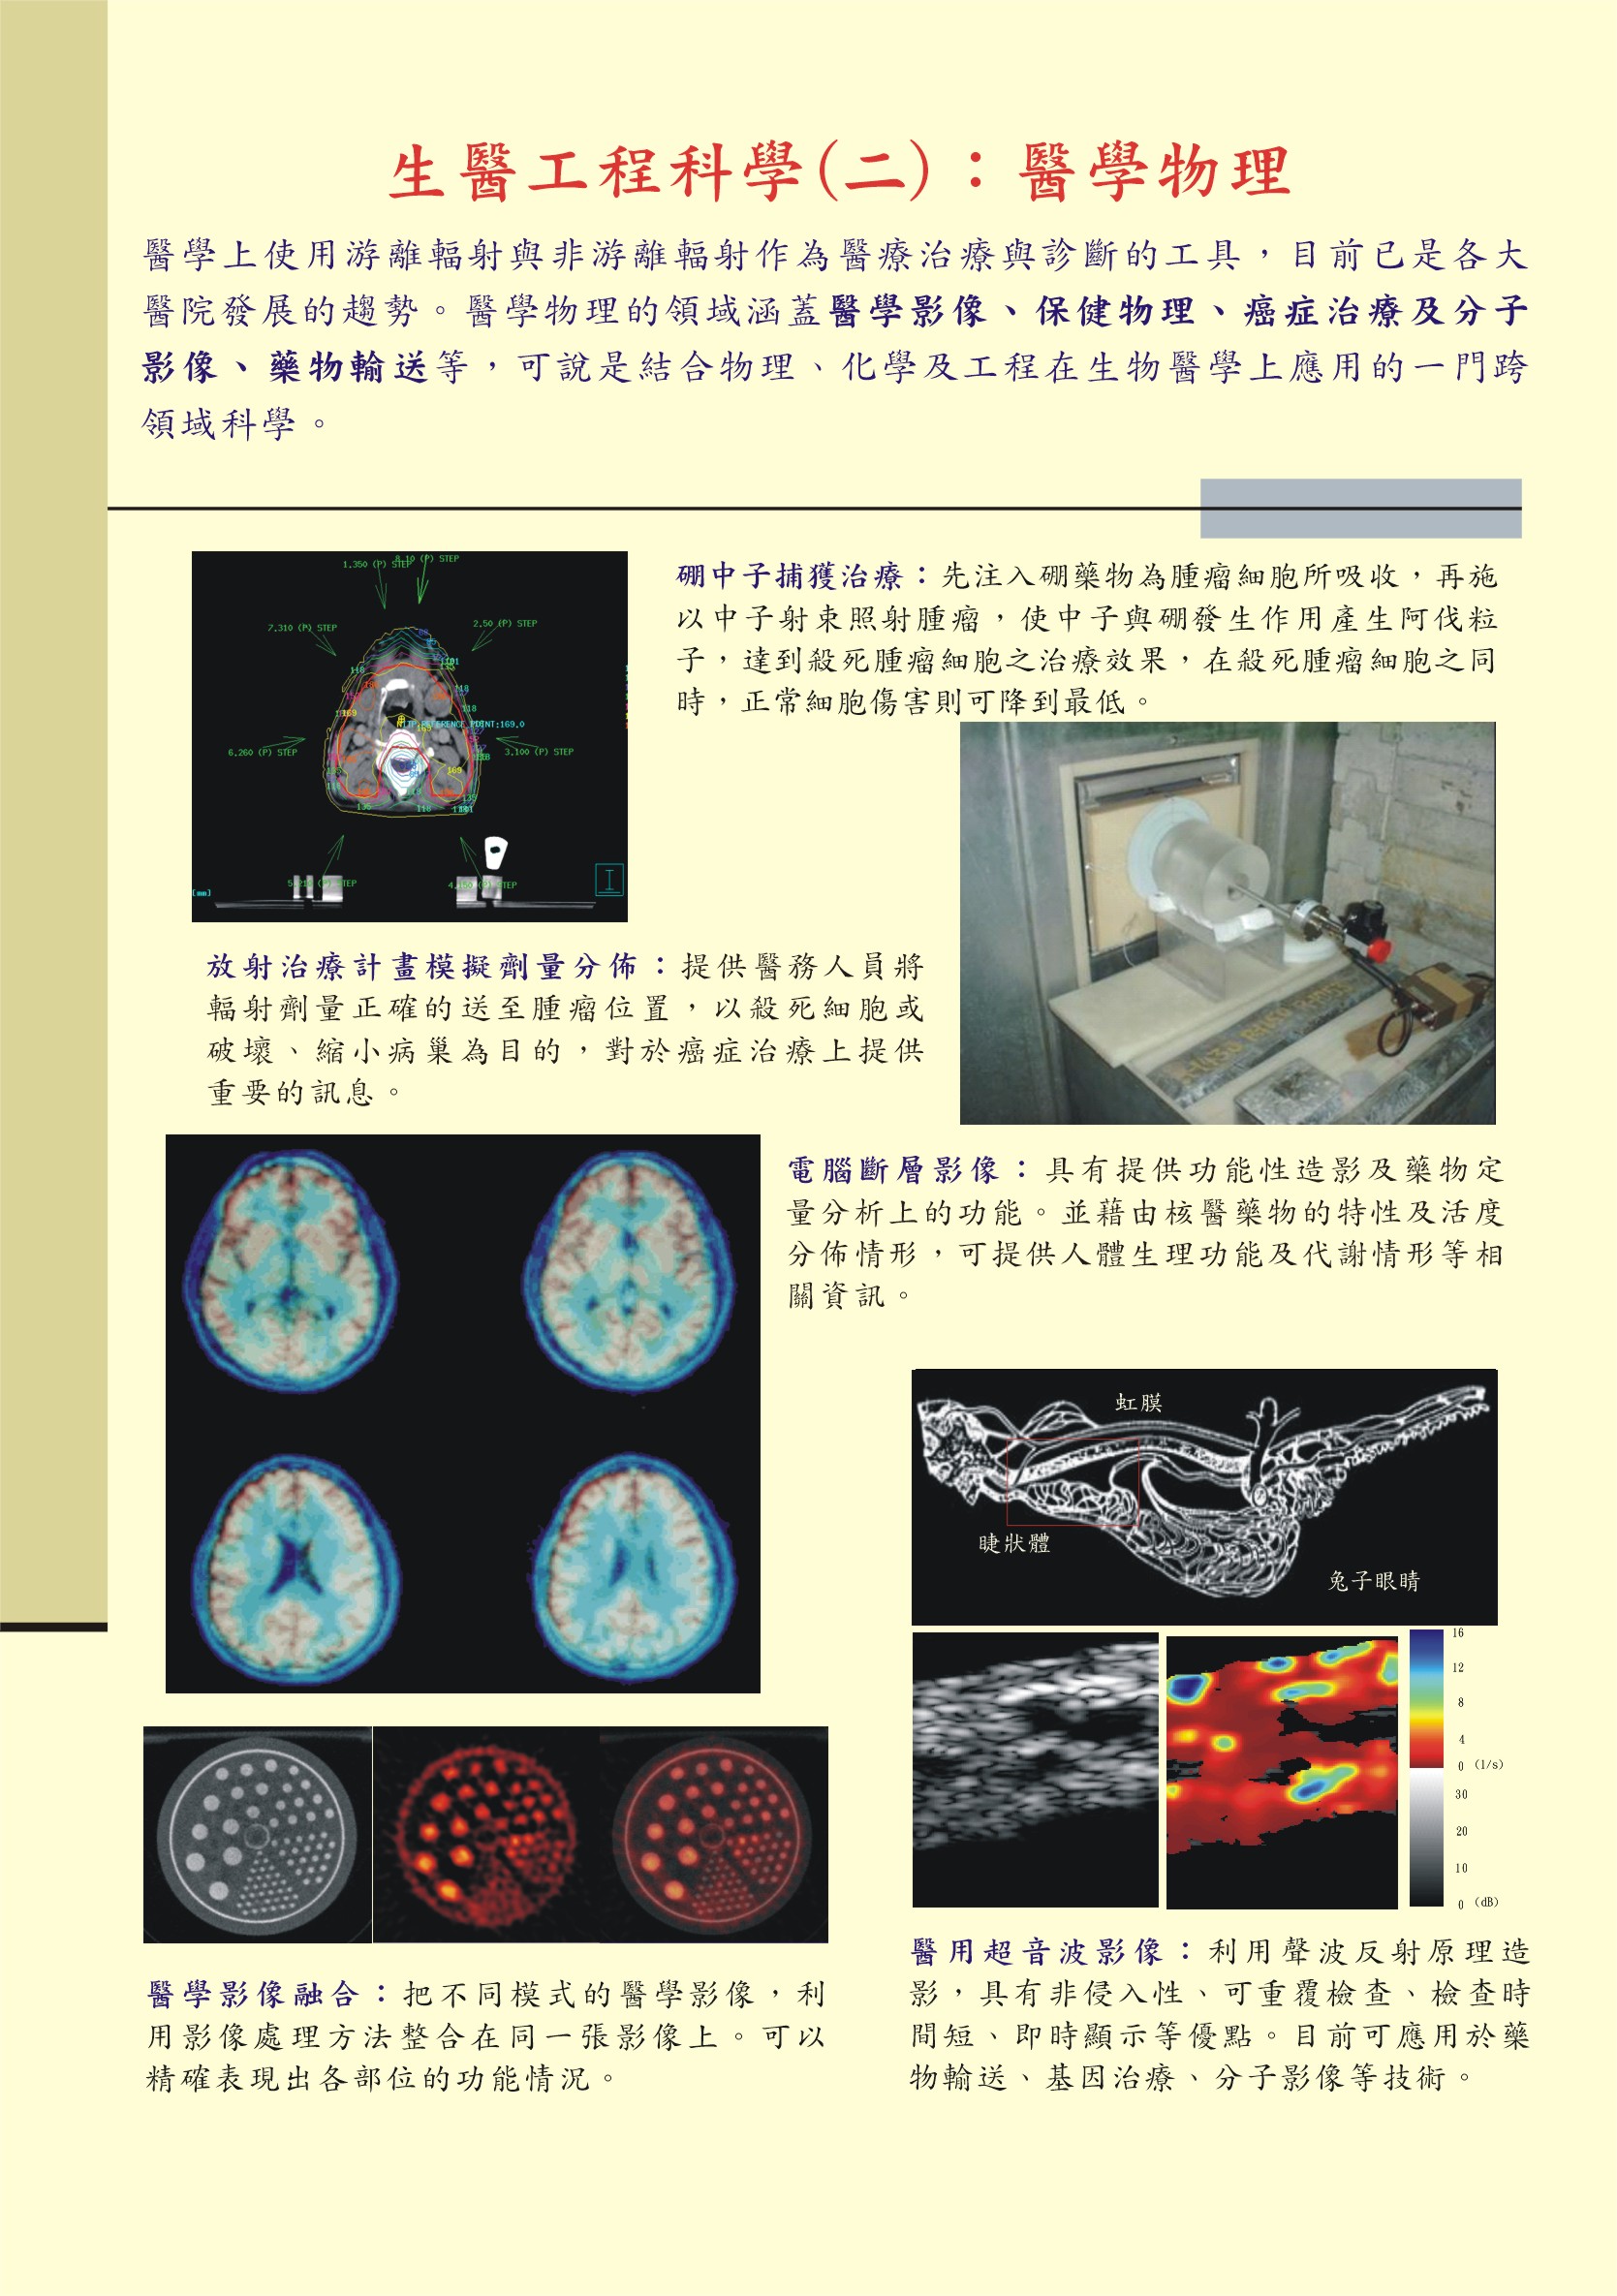 生醫工程科學(二)：醫學物理
醫學上使用游離輻射與非游離輻射作為醫療治療與診斷的工具，目前已是各大
醫院發展的趨勢。醫學物理的領域涵蓋醫學影像、保健物理、癌症治療及分子
影像、藥物輸送等，可說是結合物理、化學及工程在生物醫學上應用的一門跨
領域科學。
1.350 (P) STEP
8.10 (P) STEP
7.310 (P) STEP
2.50 (P) STEP
6.260 (P) STEP
3.100 (P) STEP
169
118
118
118
135
[mm]
硼中子捕獲治療：先注入硼藥物為腫瘤細胞所吸收，再施
以中子射束照射腫瘤，使中子與硼發生作用產生阿伐粒
子，達到殺死腫瘤細胞之治療效果，在殺死腫瘤細胞之同
時，正常細胞傷害則可降到最低。
放射治療計畫模擬劑量分佈：提供醫務人員將
輻射劑量正確的送至腫瘤位置，以殺死細胞或
破壞、縮小病巢為目的，對於癌症治療上提供
重要的訊息。
電腦斷層影像：具有提供功能性造影及藥物定
量分析上的功能。並藉由核醫藥物的特性及活度
分佈情形，可提供人體生理功能及代謝情形等相
關資訊。
虹膜
睫狀體
兔子眼睛
16
12
8
4
0 (1/s)
30
20
10
0 (dB)
醫學影像融合：把不同模式的醫學影像，利
用影像處理方法整合在同一張影像上。可以
精確表現出各部位的功能情況。
醫用超音波影像：利用聲波反射原理造
影，具有非侵入性、可重覆檢查、檢查時
間短、即時顯示等優點。目前可應用於藥
物輸送、基因治療、分子影像等技術。